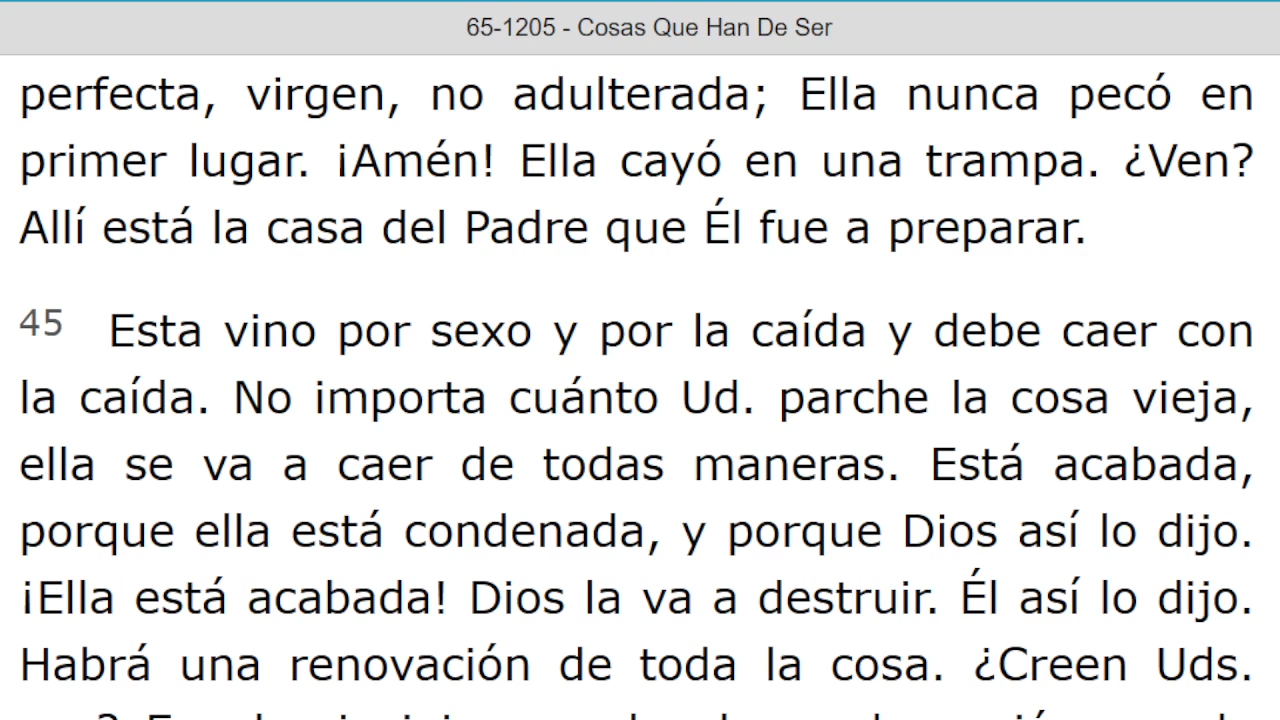 65-1205 - Cosas Que Han De Ser
perfecta, virgen, no adulterada; Ella nunca pecó en
primer lugar. ¡Amén! Ella cayó en una trampa. ¿Ven?
Allí está la casa del Padre que Él fue a preparar.
45 Esta vino por sexo y por la caída y debe caer con
la caída. No importa cuánto Ud. parche la cosa vieja,
ella se va a caer de todas maneras. Está acabada,
porque ella está condenada, y porque Dios así lo dijo.
¡Ella está acabada! Dios la va a destruir. Él así lo dijo.
Habrá una renovación de toda la cosa. ¿Creen Uds.